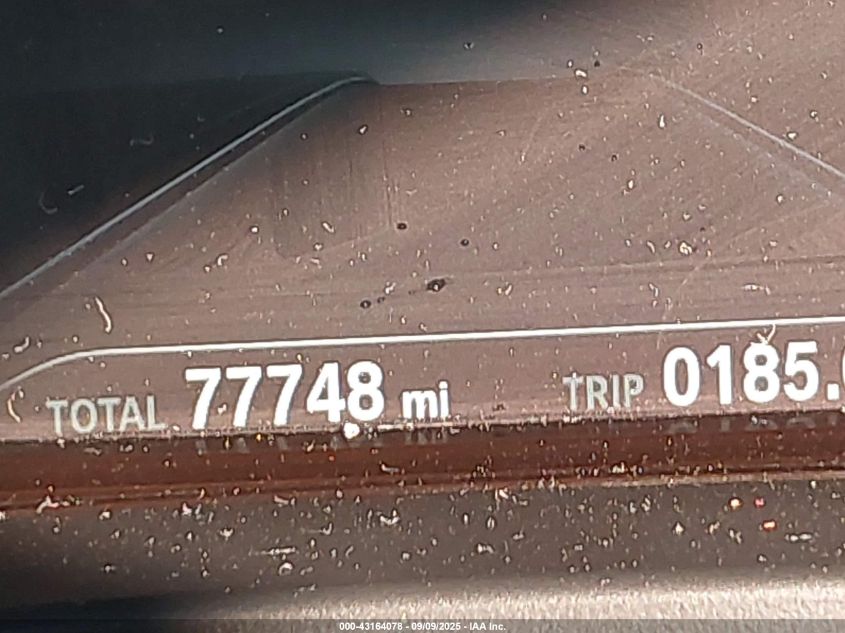 TOTAL 77748 mi TRIP 0185.
000-43164078 - 09/09/2025 - IAA Inc.